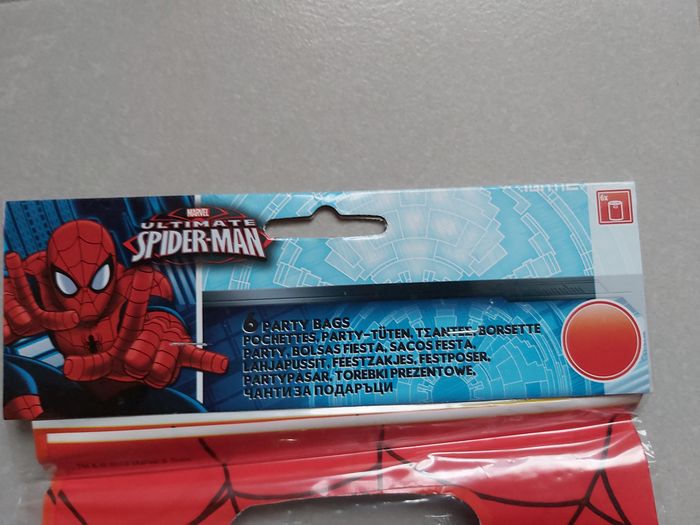 MARVEL
ULTIMATE
SPIDER-MAN
6x
6 PARTY BAGS
POCHETTES, PARTY-TÜTEN, ΤΣΑΝΤΕΣ, BORSETTE
PARTY, BOLSAS FIESTA, SACOS FESTA,
LAHJAPUSSIT, FEESTZAKJES, FESTPOSER,
PARTYPÅSAR, TOREBKI PREZENTOWE,
ЧАНТИ ЗА ПОДАРЪЦИ